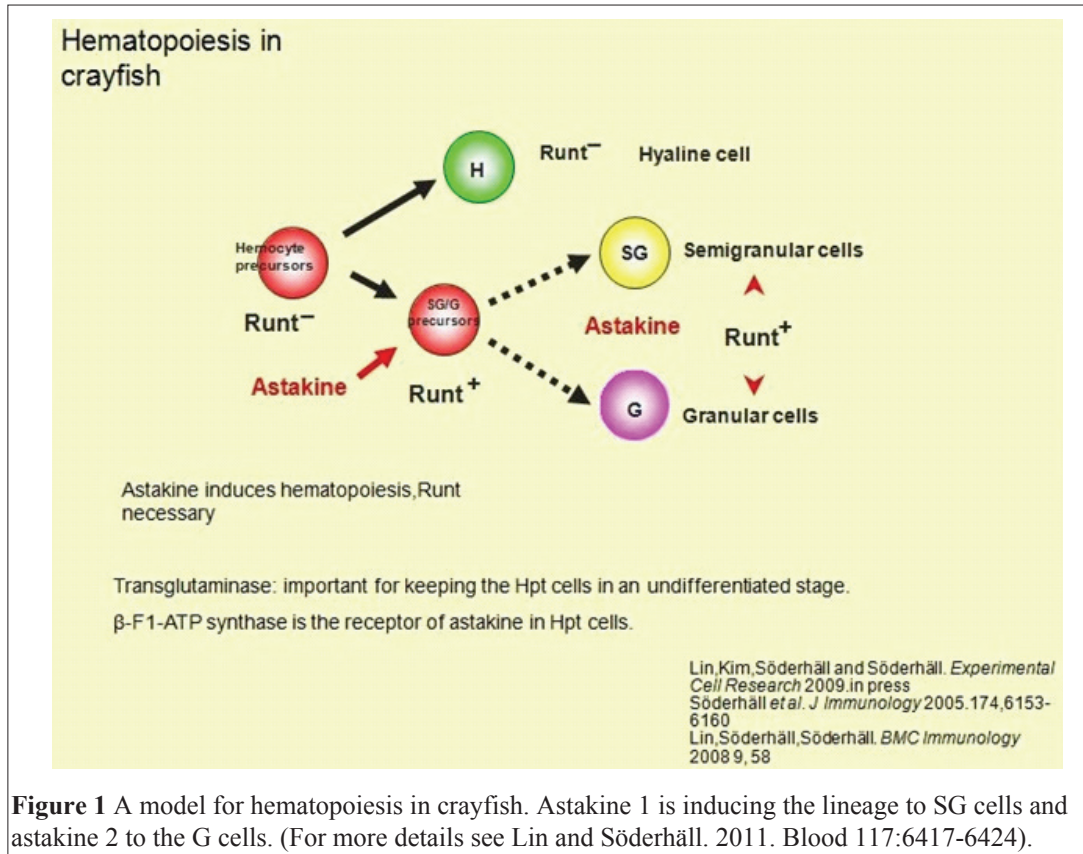 Hematopoiesis in
crayfish
H
Runt⁻ Hyaline cell
Hemocyte
precursors
Runt⁻
SG/G
precursors
SG
Semigranular cells
Astakine
Runt⁺
Astakine
Runt⁺
G
Granular cells
Astakine induces hematopoiesis,Runt
necessary
Transglutaminase: important for keeping the Hpt cells in an undifferentiated stage.
β-F1-ATP synthase is the receptor of astakine in Hpt cells.
Lin,Kim,Söderhäll and Söderhäll. Experimental
Cell Research 2009.in press
Söderhäll et al. J Immunology 2005.174,6153-
6160
Lin,Söderhäll,Söderhäll. BMC Immunology
2008 9, 58
Figure 1 A model for hematopoiesis in crayfish. Astakine 1 is inducing the lineage to SG cells and
astakine 2 to the G cells. (For more details see Lin and Söderhäll. 2011. Blood 117:6417-6424).